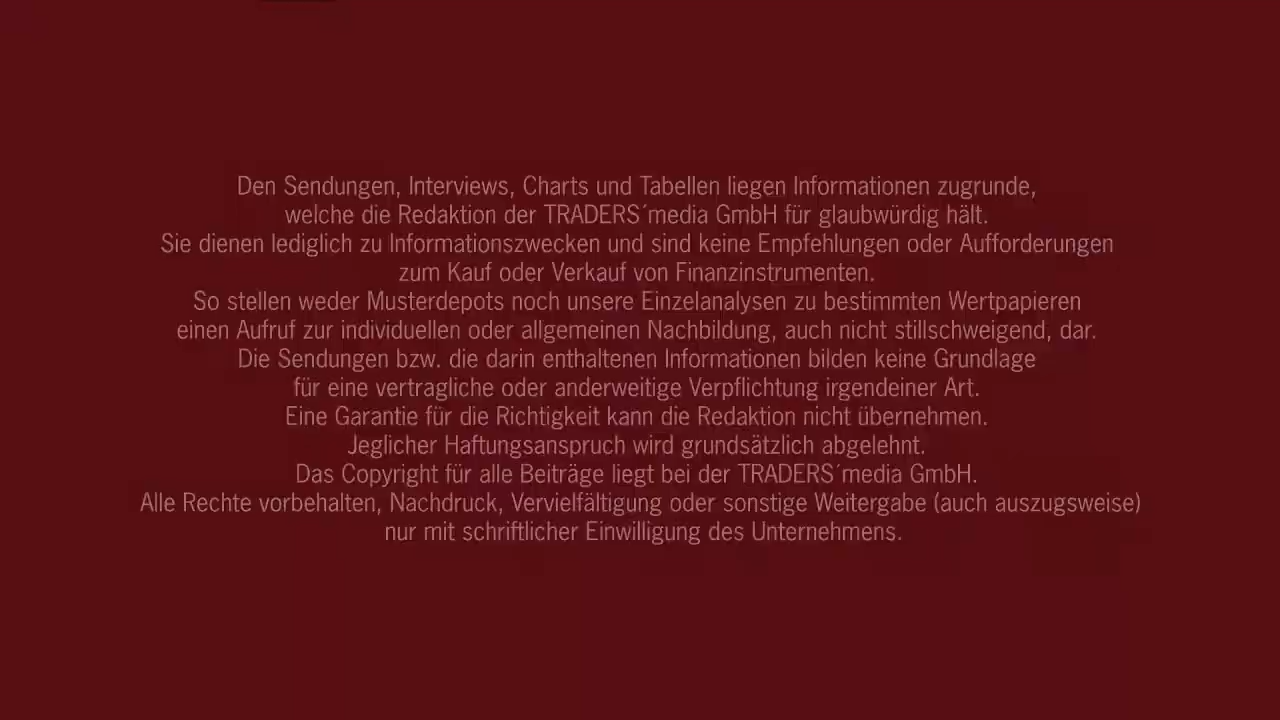 Den Sendungen, Interviews, Charts und Tabellen liegen Informationen zugrunde,
welche die Redaktion der TRADERS´media GmbH für glaubwürdig hält.
Sie dienen lediglich zu Informationszwecken und sind keine Empfehlungen oder Aufforderungen
zum Kauf oder Verkauf von Finanzinstrumenten.
So stellen weder Musterdepots noch unsere Einzelanalysen zu bestimmten Wertpapieren
einen Aufruf zur individuellen oder allgemeinen Nachbildung, auch nicht stillschweigend, dar.
Die Sendungen bzw. die darin enthaltenen Informationen bilden keine Grundlage
für eine vertragliche oder anderweitige Verpflichtung irgendeiner Art.
Eine Garantie für die Richtigkeit kann die Redaktion nicht übernehmen.
Jeglicher Haftungsanspruch wird grundsätzlich abgelehnt.
Das Copyright für alle Beiträge liegt bei der TRADERS´media GmbH.
Alle Rechte vorbehalten, Nachdruck, Vervielfältigung oder sonstige Weitergabe (auch auszugsweise)
nur mit schriftlicher Einwilligung des Unternehmens.